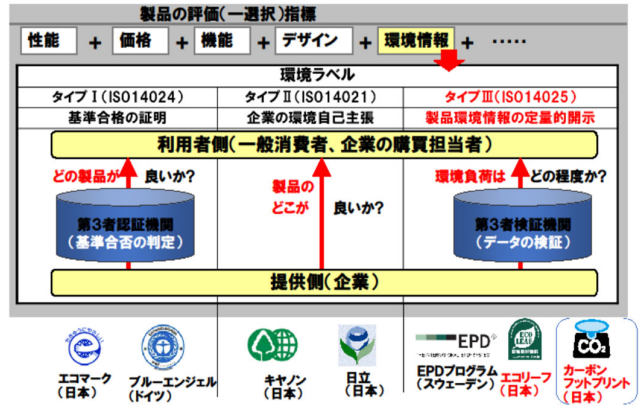 製品の評価(一選択)指標
性能 + 価格 + 機能 + デザイン + 環境情報 + ・・・・・
環境ラベル
タイプⅠ(ISO14024) タイプⅡ(ISO14021) タイプⅢ(ISO14025)
基準合格の証明 企業の環境自己主張 製品環境情報の定量的開示
利用者側(一般消費者、企業の購買担当者)
どの製品が 良いか?
製品の
どこが 良いか?
環境負荷は どの程度か?
第3者認証機関
(基準合否の判定)
第3者検証機関
(データの検証)
提供側(企業)
EPD
THE INTERNATIONAL EPD SYSTEM
CO₂
エコマーク
(日本)
ブルーエンジェル
(ドイツ)
キヤノン
(日本)
日立
(日本)
EPDプログラム
(スウェーデン)
エコリーフ
(日本)
カーボン
フットプリント
(日本)